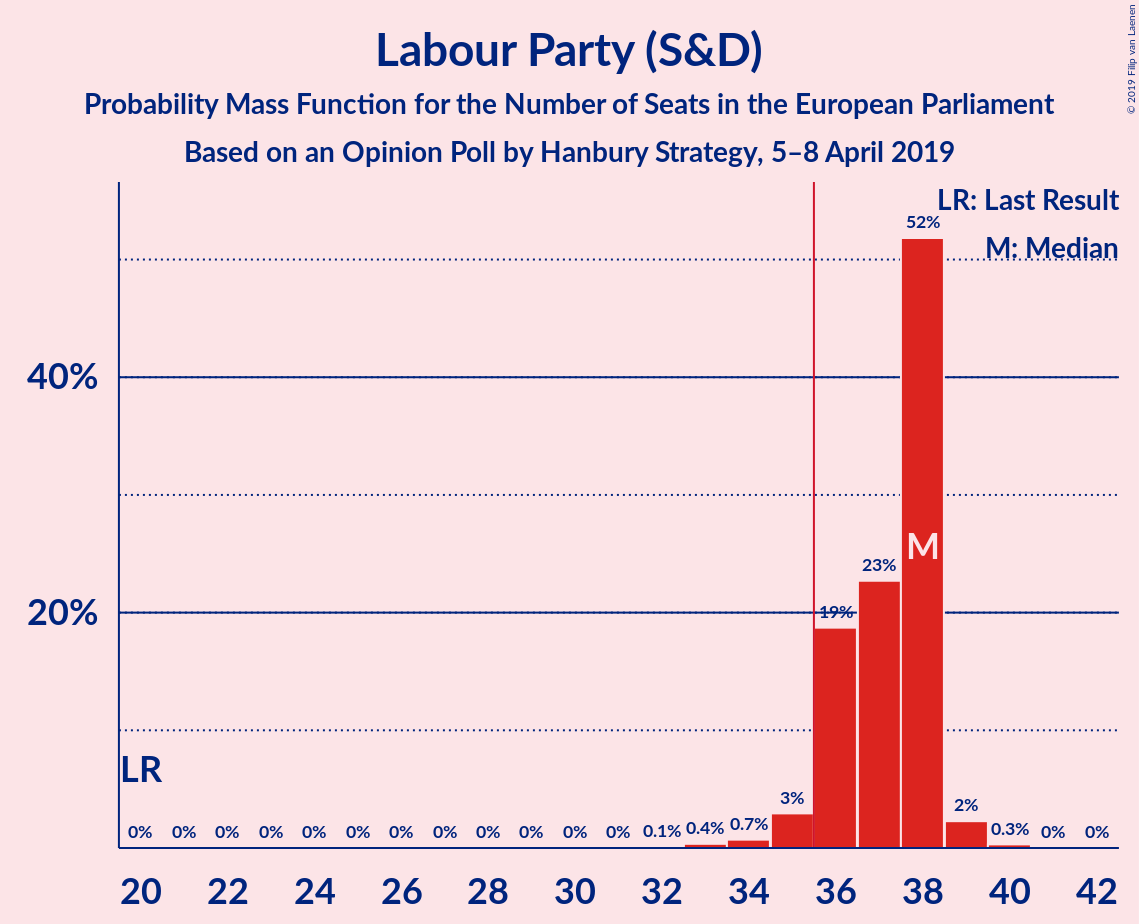 Labour Party (S&D)
Probability Mass Function for the Number of Seats in the European Parliament
Based on an Opinion Poll by Hanbury Strategy, 5–8 April 2019
© 2019 Filip van Laenen
LR: Last Result
M: Median
52%
40%
M
23%
20%
19%
LR
0% 0% 0% 0% 0% 0% 0% 0% 0% 0% 0% 0% 0.1% 0.4% 0.7% 3% 2% 0.3% 0% 0%
20 22 24 26 28 30 32 34 36 38 40 42